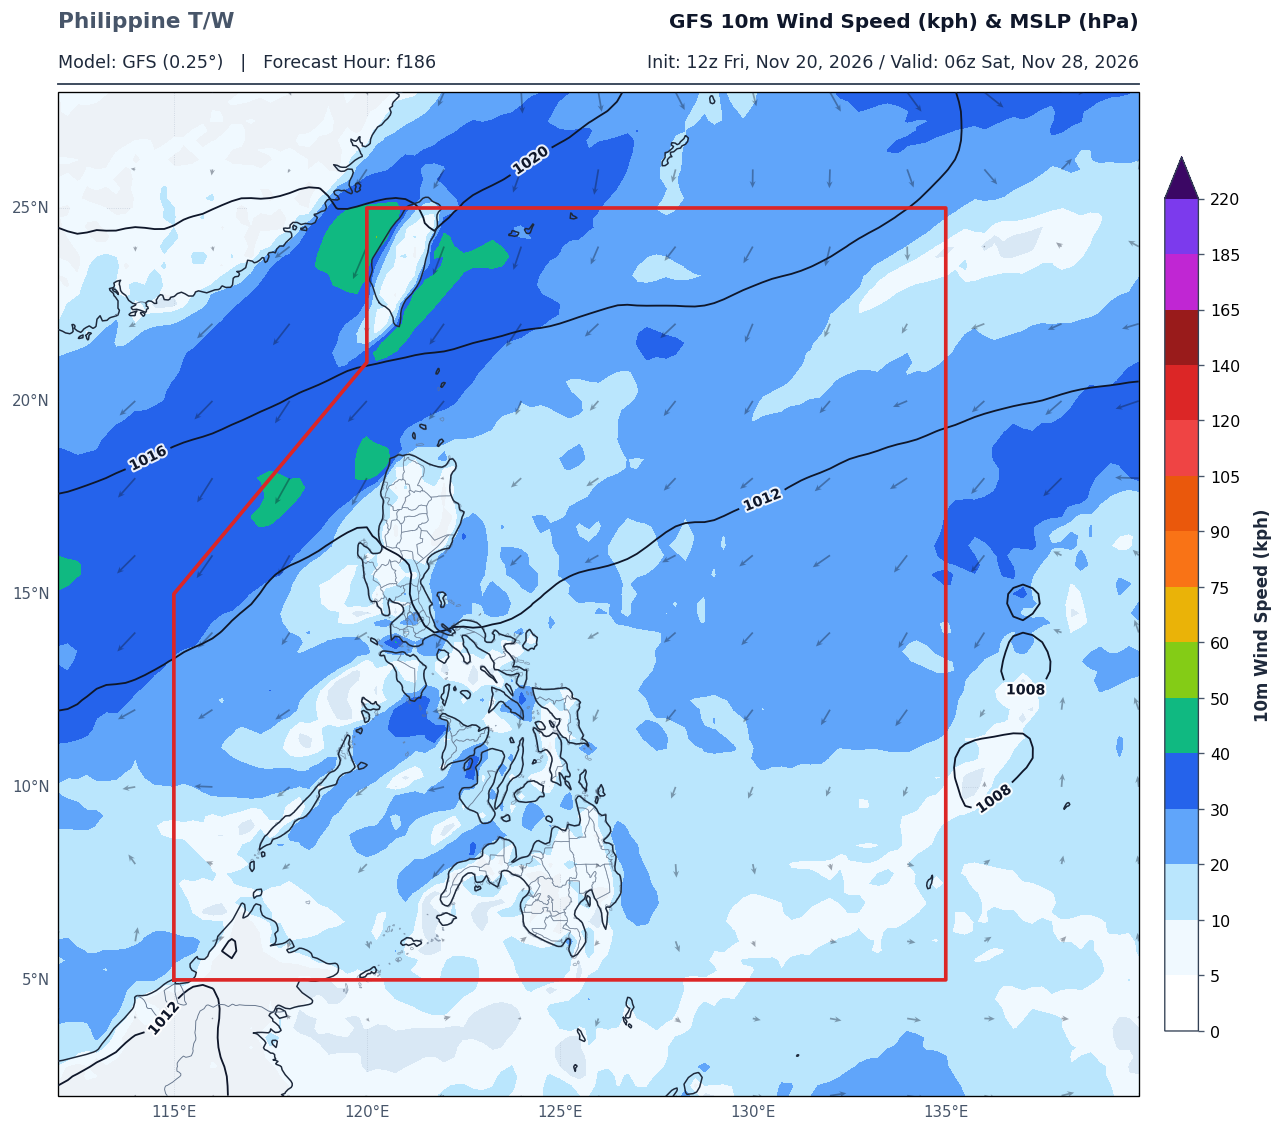 Philippine T/W
GFS 10m Wind Speed (kph) & MSLP (hPa)
Model: GFS (0.25°) | Forecast Hour: f186
Init: 12z Fri, Nov 20, 2026 / Valid: 06z Sat, Nov 28, 2026
1020
1016
1012
1008
1008
1012
25°N
20°N
15°N
10°N
5°N
115°E
120°E
125°E
130°E
135°E
220
185
165
140
120
105
90
75
60
50
40
30
20
10
5
0
10m Wind Speed (kph)